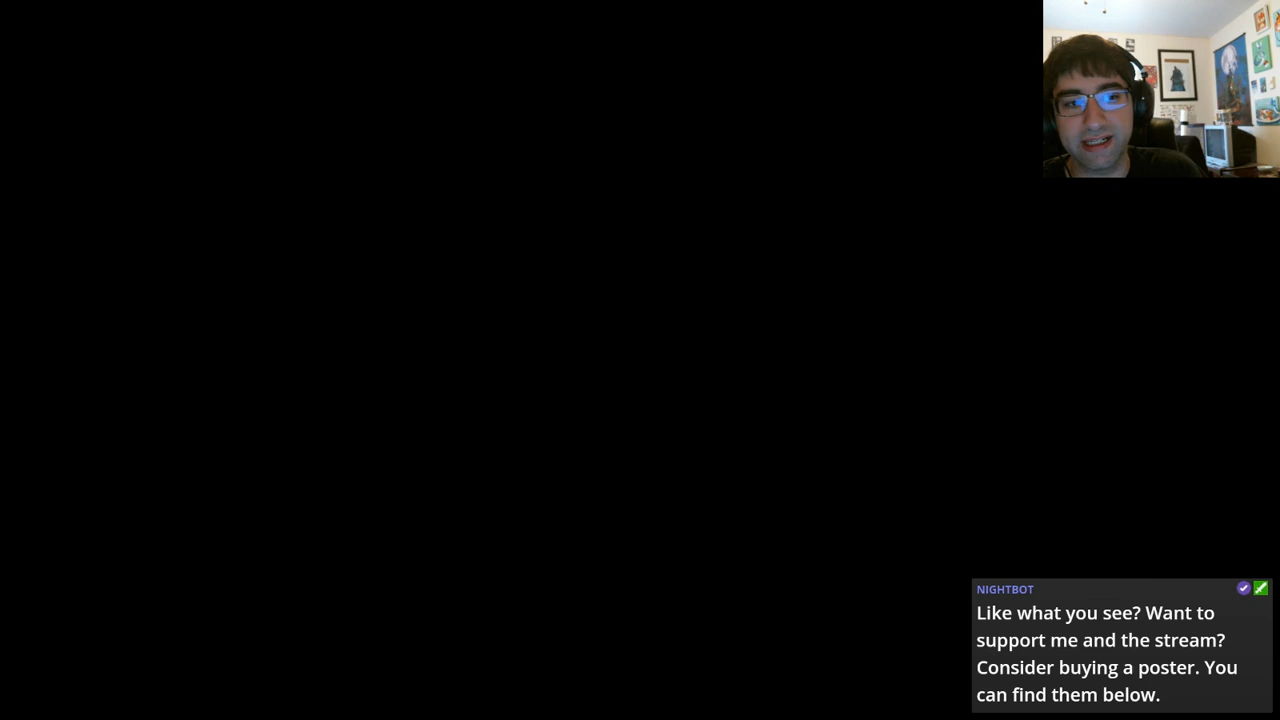 NIGHTBOT
Like what you see? Want to
support me and the stream?
Consider buying a poster. You
can find them below.